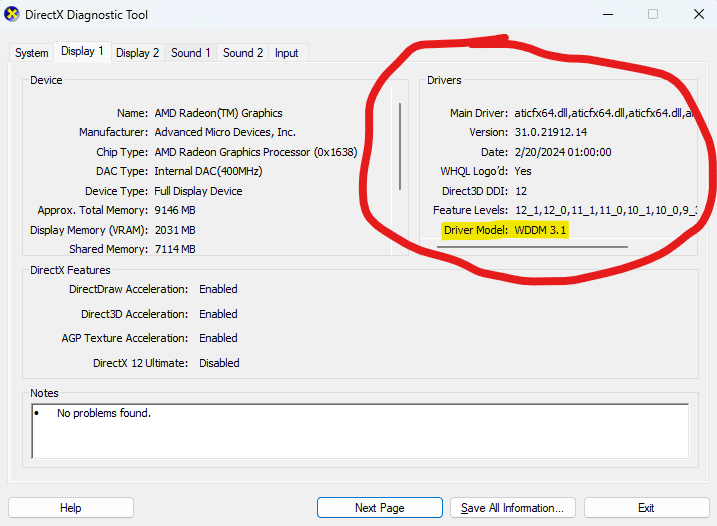 DirectX Diagnostic Tool
System Display 1 Display 2 Sound 1 Sound 2 Input
Device
Name: AMD Radeon(TM) Graphics
Manufacturer: Advanced Micro Devices, Inc.
Chip Type: AMD Radeon Graphics Processor (0x1638)
DAC Type: Internal DAC(400MHz)
Device Type: Full Display Device
Approx. Total Memory: 9146 MB
Display Memory (VRAM): 2031 MB
Shared Memory: 7114 MB
Drivers
Main Driver: aticfx64.dll,aticfx64.dll,aticfx64.dll,
Version: 31.0.21912.14
Date: 2/20/2024 01:00:00
WHQL Logo'd: Yes
Direct3D DDI: 12
Feature Levels: 12_1,12_0,11_1,11_0,10_1,10_0,9_
Driver Model: WDDM 3.1
DirectX Features
DirectDraw Acceleration: Enabled
Direct3D Acceleration: Enabled
AGP Texture Acceleration: Enabled
DirectX 12 Ultimate: Disabled
Notes
• No problems found.
Help Next Page Save All Information... Exit